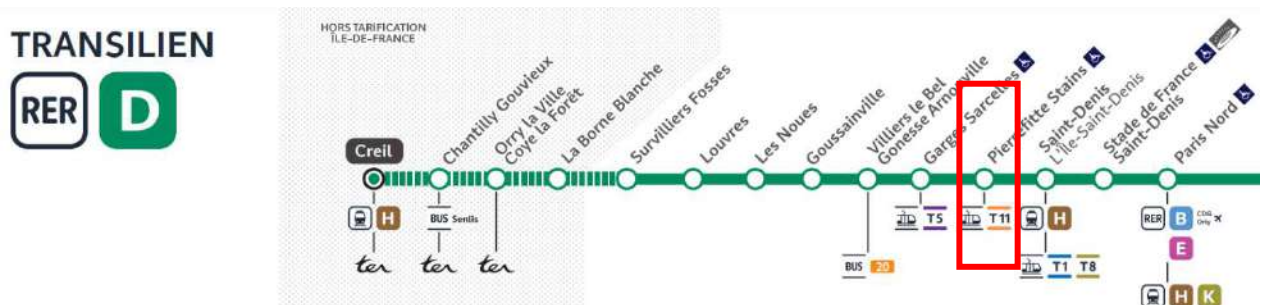 TRANSILIEN
RER D
HORS TARIFICATION
ÎLE-DE-FRANCE
Creil
Chantilly Gouvieux
Orry la Ville
Coye la Forêt
La Borne Blanche
Survilliers Fosses
Louvres
Les Noues
Goussainville
Villiers le Bel
Gonesse Arnouville
Garges Sarcelles
Pierrefitte Stains
Saint-Denis
L'Île-Saint-Denis
Stade de France
Saint-Denis
Paris Nord
H
BUS Senlis
T5
T11
H
RER B CDG Only
E
ter
ter
ter
BUS 20
T1 T8
H K